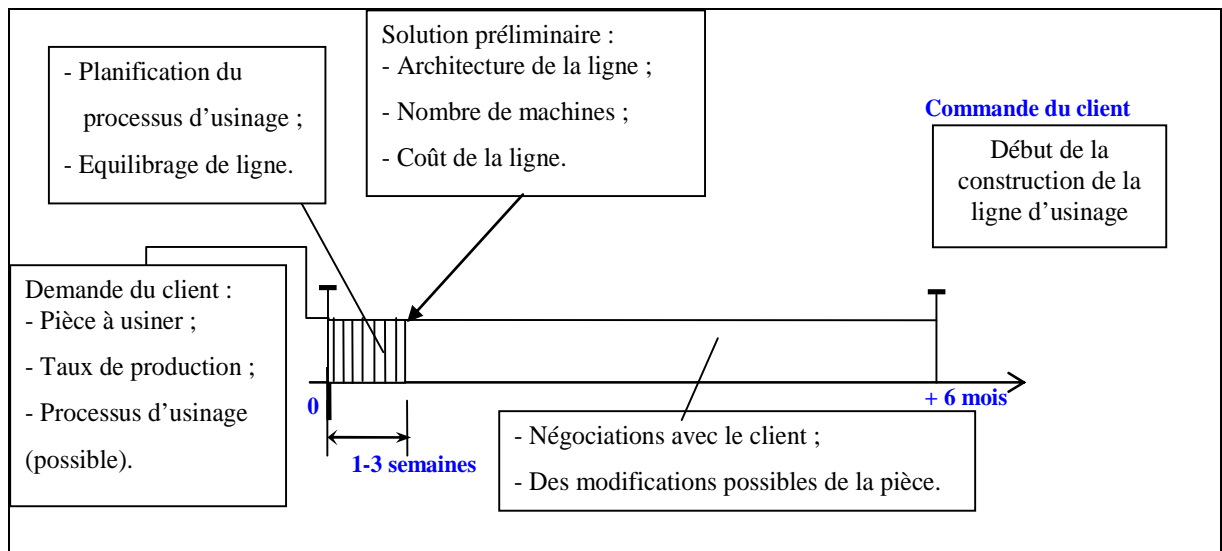 - Planification du
processus d'usinage ;
- Equilibrage de ligne.
Solution préliminaire :
- Architecture de la ligne ;
- Nombre de machines ;
- Coût de la ligne.
Commande du client
Début de la
construction de la
ligne d'usinage
Demande du client :
- Pièce à usiner ;
- Taux de production ;
- Processus d'usinage
(possible).
0
1-3 semaines
+ 6 mois
- Négociations avec le client ;
- Des modifications possibles de la pièce.